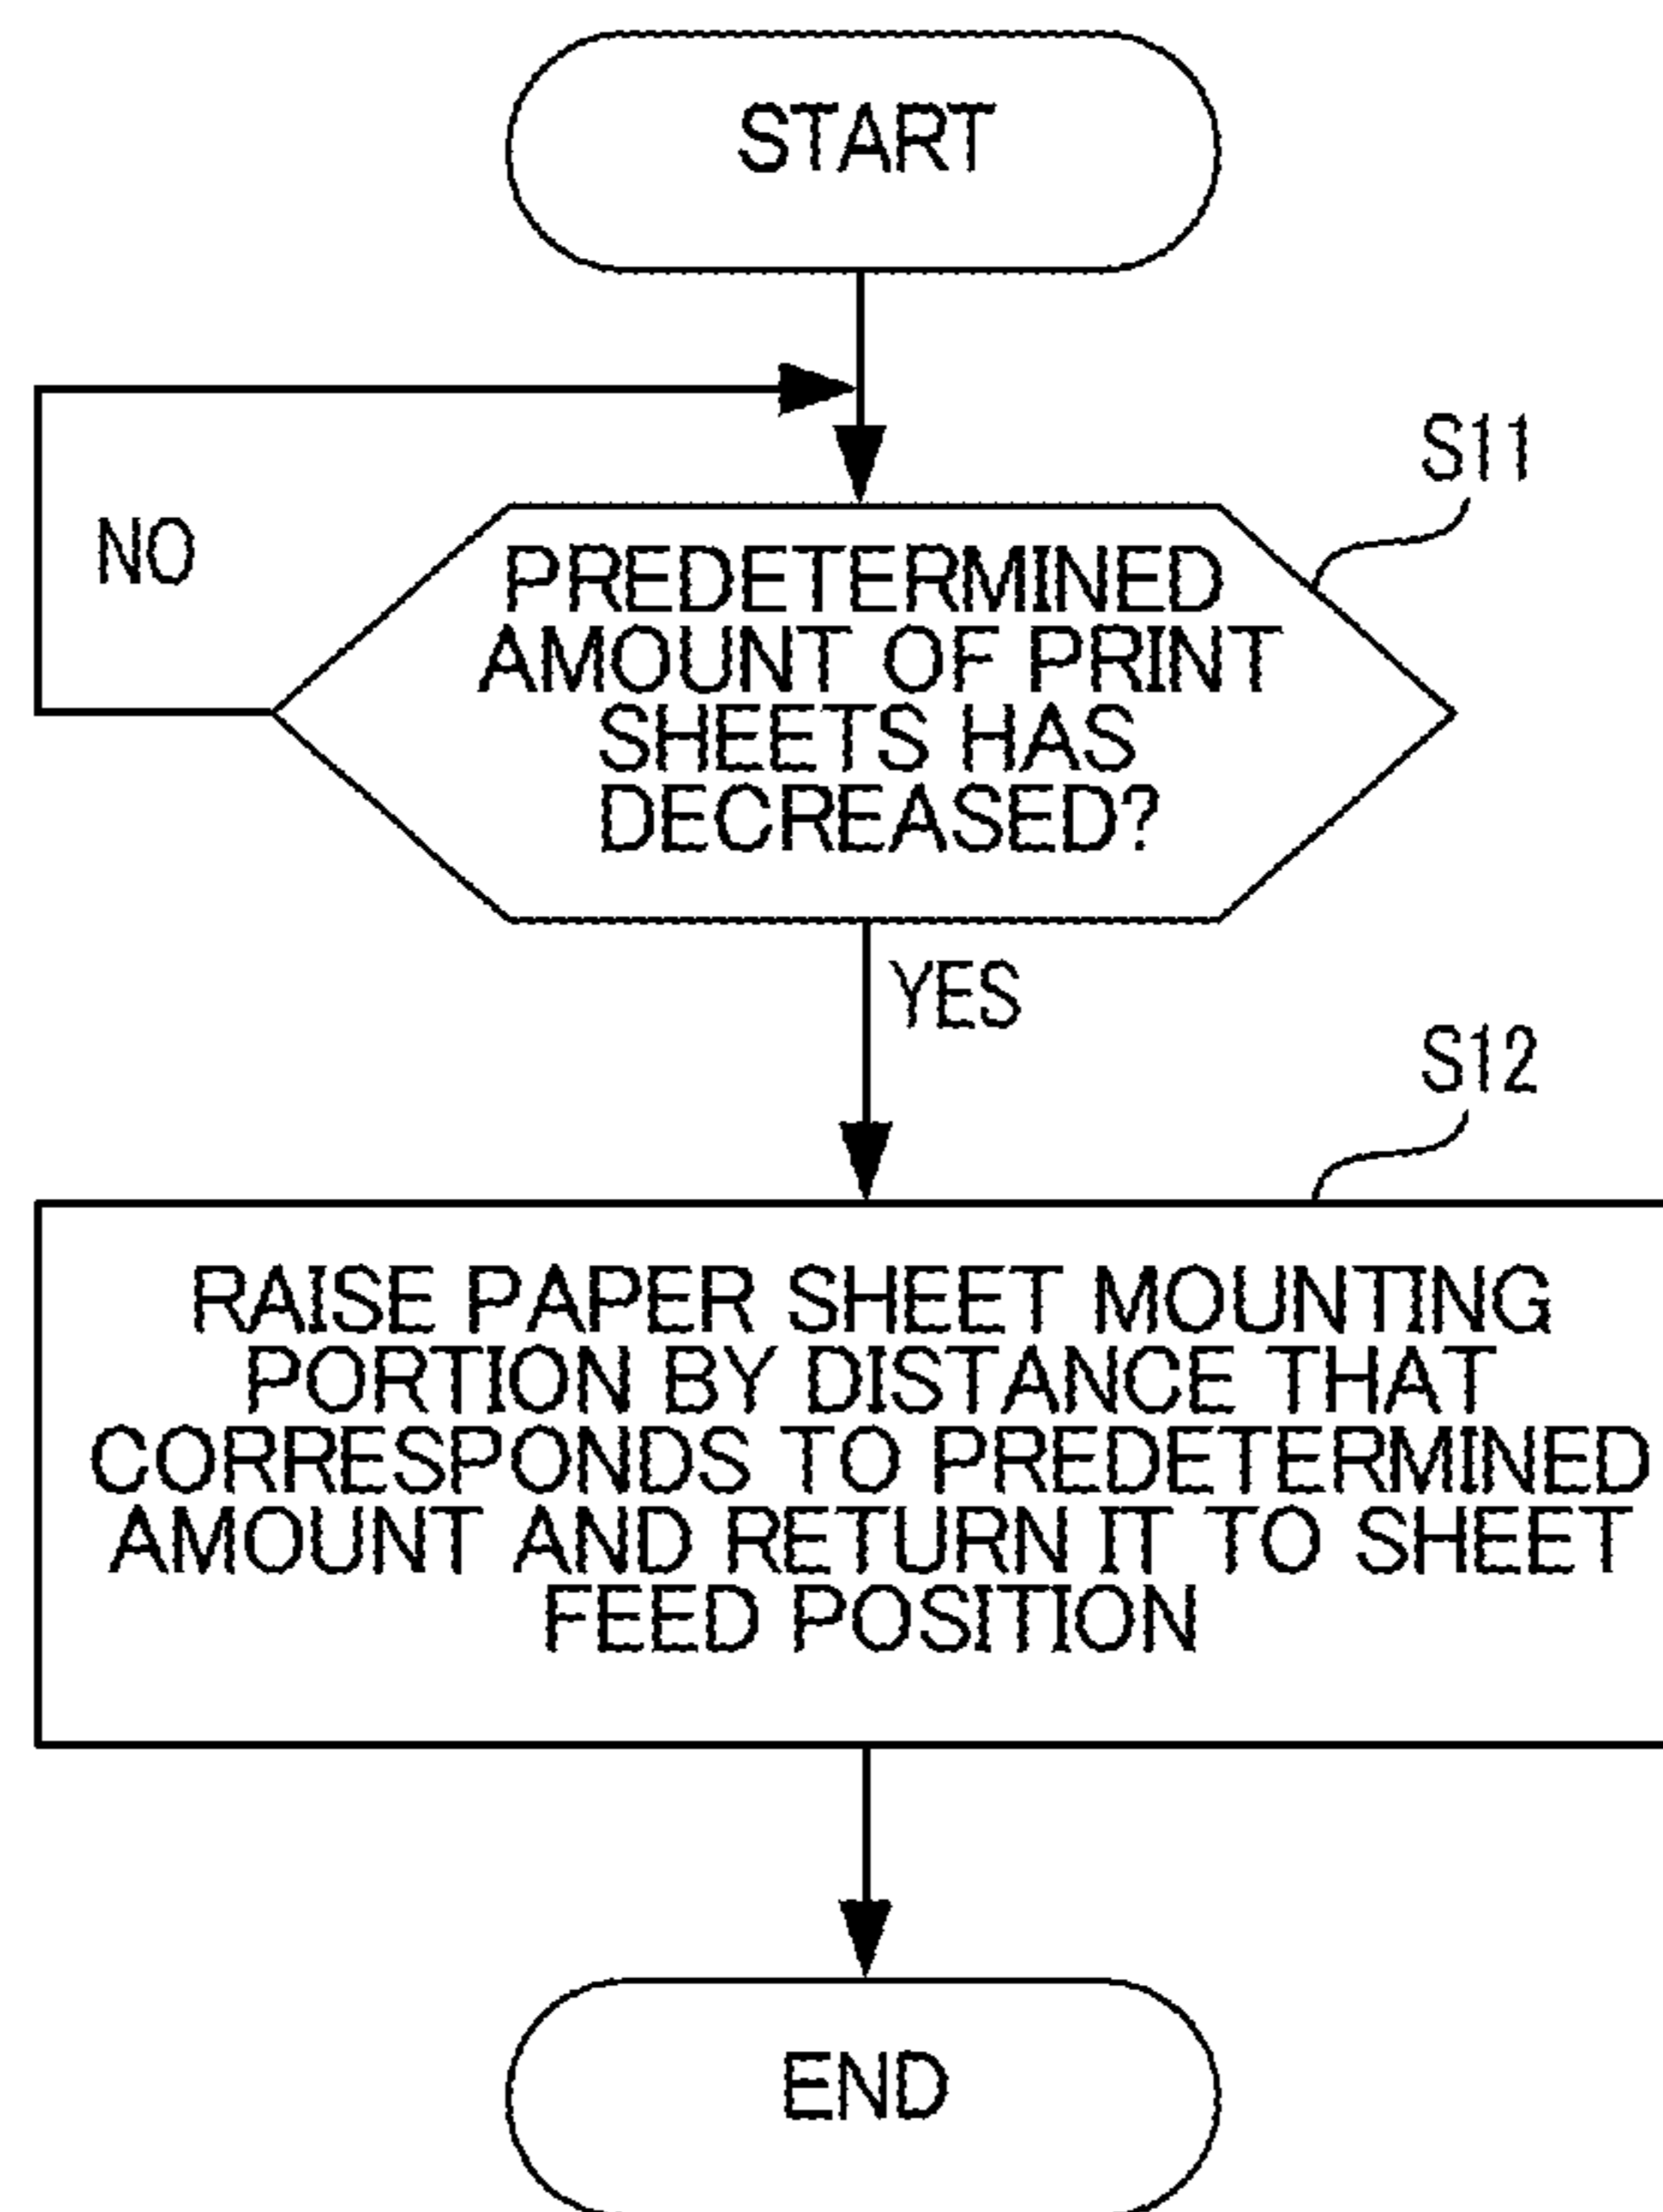 START
S11
NO
PREDETERMINED
AMOUNT OF PRINT
SHEETS HAS
DECREASED?
YES
S12
RAISE PAPER SHEET MOUNTING
PORTION BY DISTANCE THAT
CORRESPONDS TO PREDETERMINED
AMOUNT AND RETURN IT TO SHEET
FEED POSITION
END